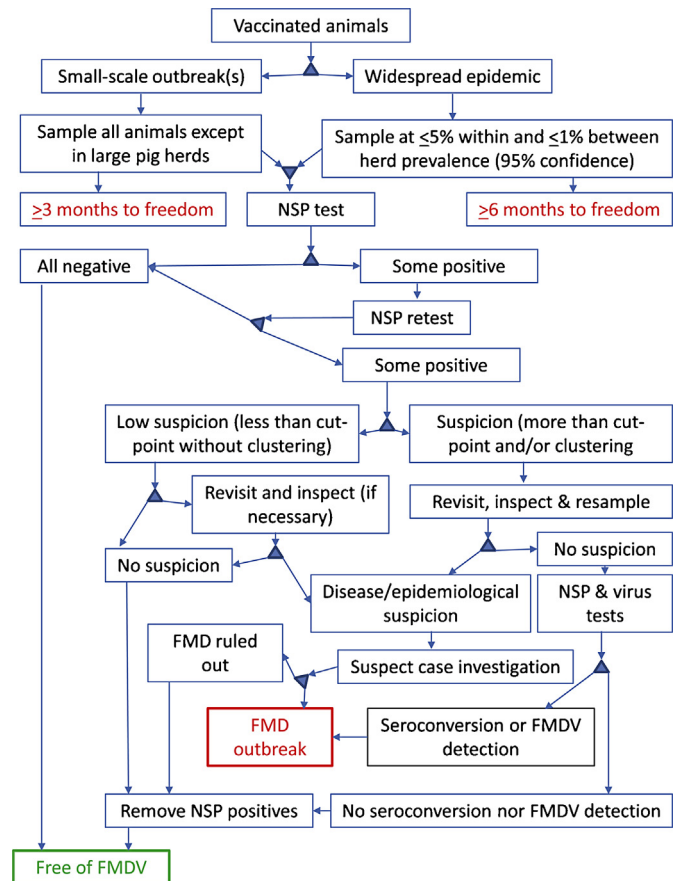 Vaccinated animals
Small-scale outbreak(s)
Widespread epidemic
Sample all animals except
in large pig herds
Sample at ≤5% within and ≤1% between
herd prevalence (95% confidence)
≥3 months to freedom
NSP test
≥6 months to freedom
All negative
Some positive
NSP retest
Some positive
Low suspicion (less than cut-
point without clustering)
Suspicion (more than cut-
point and/or clustering
Revisit and inspect (if
necessary)
Revisit, inspect & resample
No suspicion
No suspicion
Disease/epidemiological
suspicion
NSP & virus
tests
FMD ruled
out
Suspect case investigation
FMD
outbreak
Seroconversion or FMDV
detection
Remove NSP positives
No seroconversion nor FMDV detection
Free of FMDV